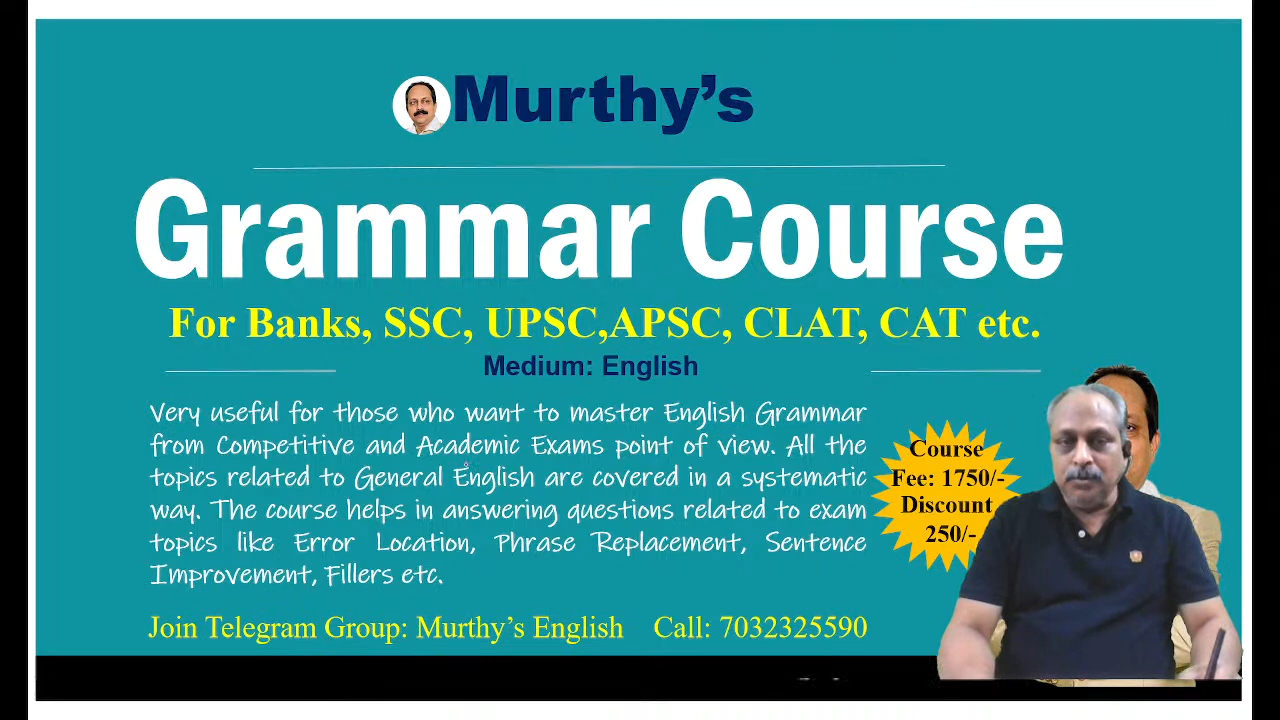 Murthy's
Grammar Course
For Banks, SSC, UPSC,APSC, CLAT, CAT etc.
Medium: English
Very useful for those who want to master English Grammar
from Competitive and Academic Exams point of view. All the
topics related to General English are covered in a systematic
way. The course helps in answering questions related to exam
topics like Error Location, Phrase Replacement, Sentence
Improvement, Fillers etc.
Course
Fee: 1750/-
Discount
250/-
Join Telegram Group: Murthy's English Call: 7032325590